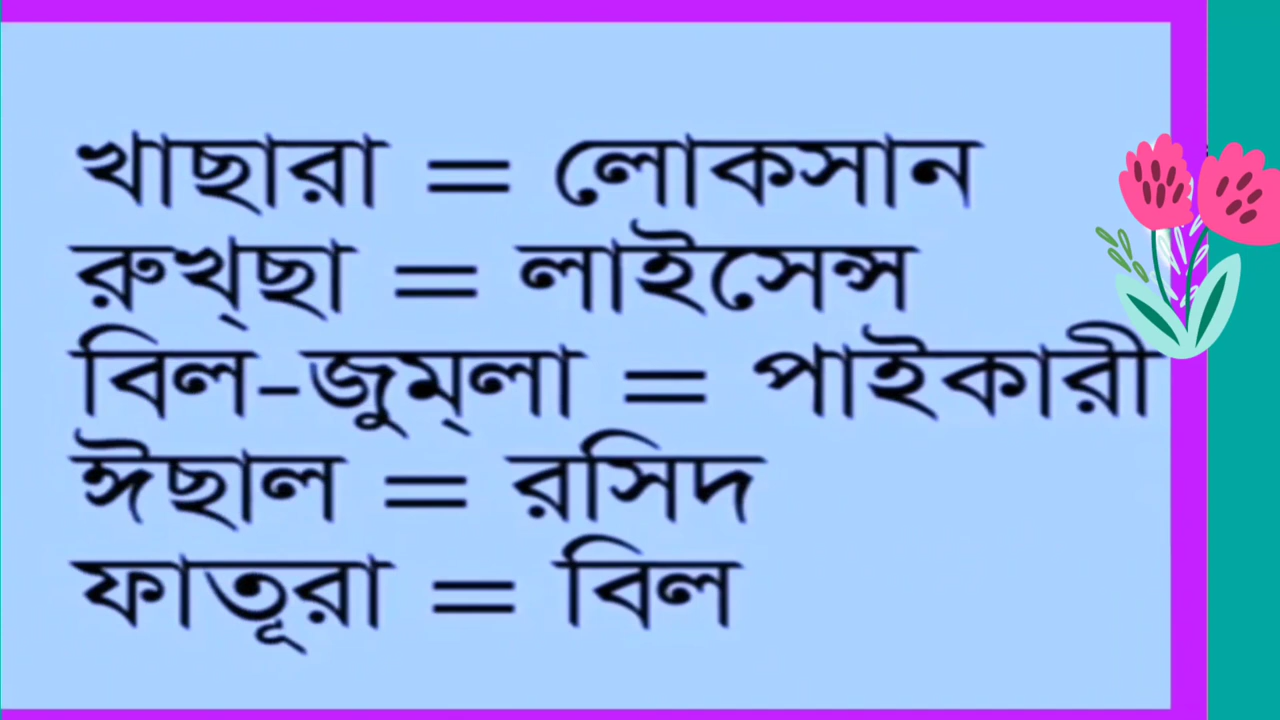 খাছারা = লোকসান
রুখ্ছা = লাইসেন্স
বিল-জুম্লা = পাইকারী
ঈছাল = রসিদ
ফাতূরা = বিল